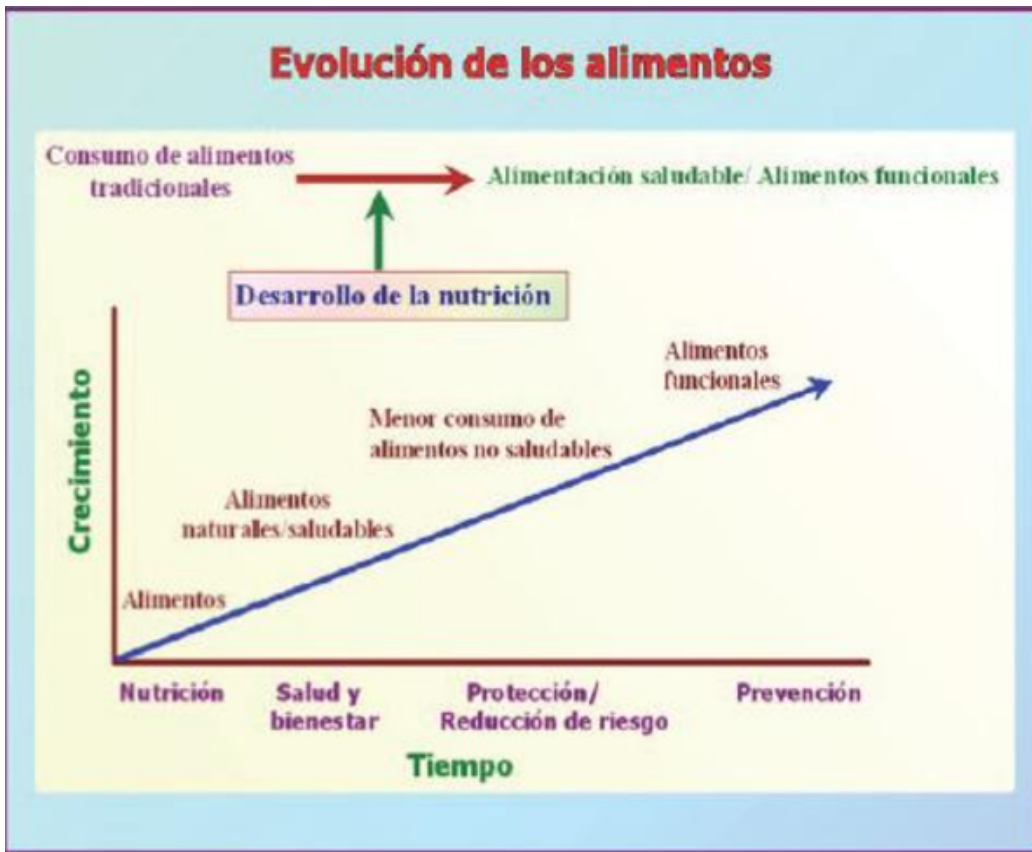 Evolución de los alimentos
Consumo de alimentos
tradicionales
Alimentación saludable/ Alimentos funcionales
Desarrollo de la nutrición
Crecimiento
Alimentos
funcionales
Menor consumo de
alimentos no saludables
Alimentos
naturales/saludables
Alimentos
Nutrición
Salud y
bienestar
Protección/
Reducción de riesgo
Prevención
Tiempo